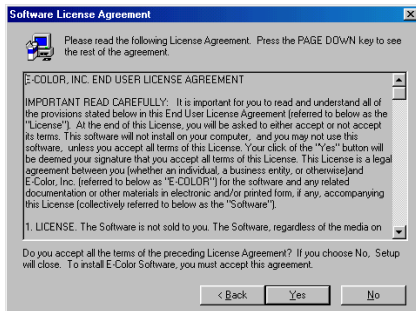 Software License Agreement
Please read the following License Agreement. Press the PAGE DOWN key to see
the rest of the agreement.
E-COLOR, INC. END USER LICENSE AGREEMENT
IMPORTANT READ CAREFULLY: It is important for you to read and understand all of
the provisions stated below in this End User License Agreement (referred to below as the
"License"). At the end of this License, you will be asked to either accept or not accept
its terms. This software will not install on your computer, and you may not use this
software, unless you accept all terms of this License. Your click of the "Yes" button will
be deemed your signature that you accept all terms of this License. This License is a legal
agreement between you (whether an individual, a business entity, or otherwise)and
E-Color, Inc. (referred to below as "E-COLOR") for the software and any related
documentation or other materials in electronic and/or printed form, if any, accompanying
this License (collectively referred to below as the "Software").
1. LICENSE. The Software is not sold to you. The Software, regardless of the media on
Do you accept all the terms of the preceding License Agreement? If you choose No, Setup
will close. To install E-Color Software, you must accept this agreement.
< Back Yes No